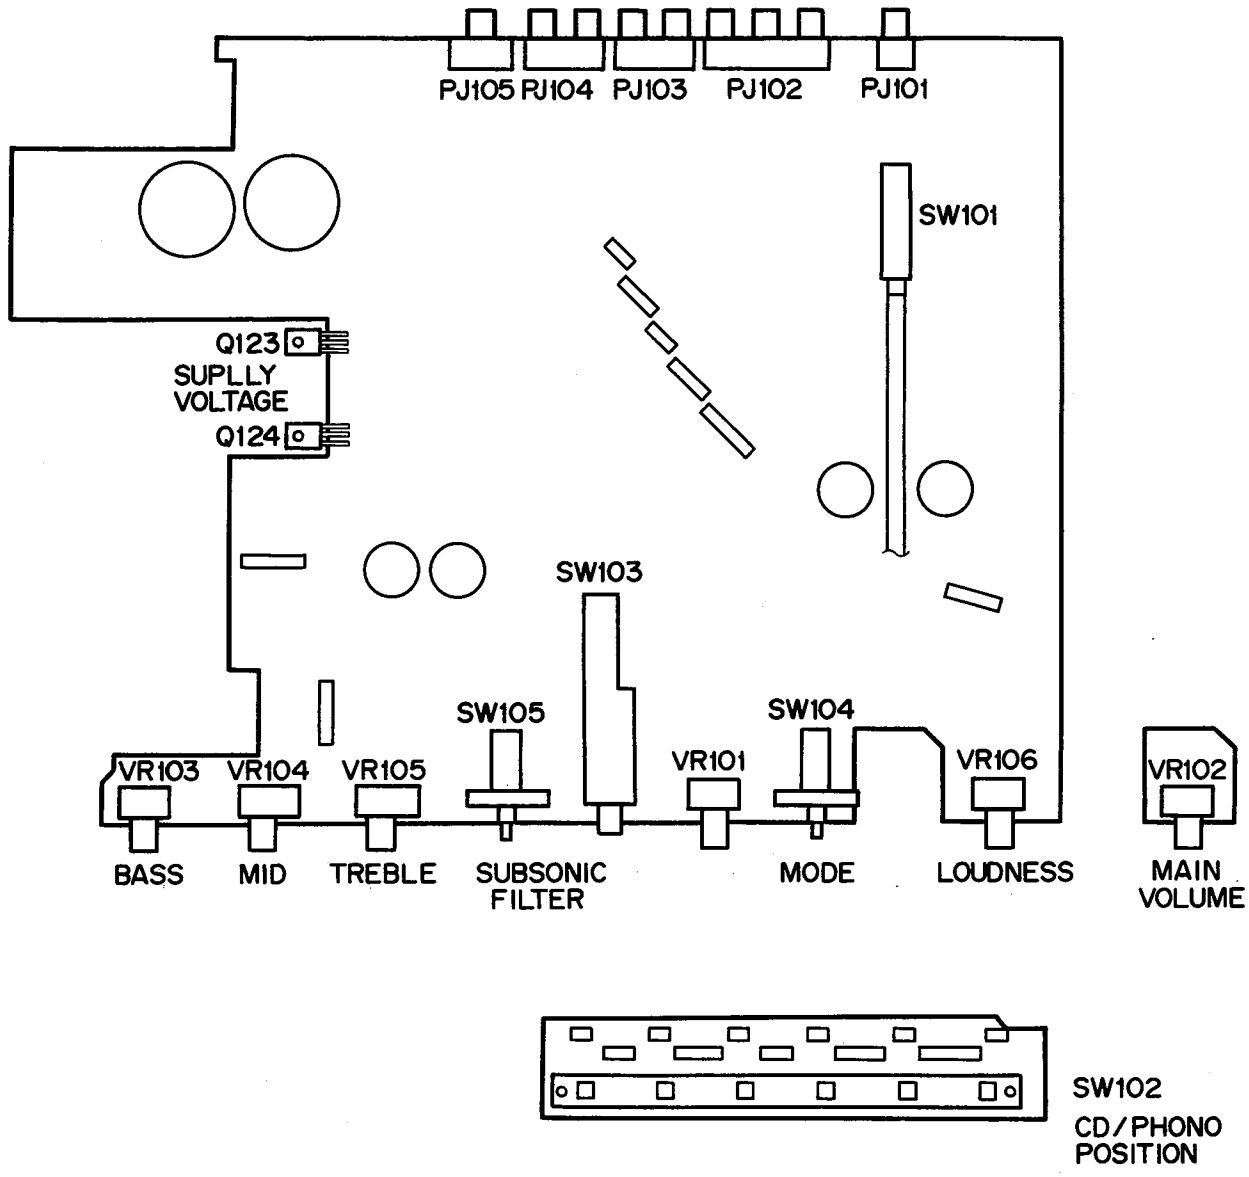 PJ105 PJ104 PJ103 PJ102 PJ101
SW101
Q123
SUPLLY
VOLTAGE
Q124
SW103
SW105
SW104
VR103 VR104 VR105 VR101 VR106 VR102
BASS MID TREBLE SUBSONIC MODE LOUDNESS MAIN
FILTER VOLUME
SW102
CD/PHONO
POSITION